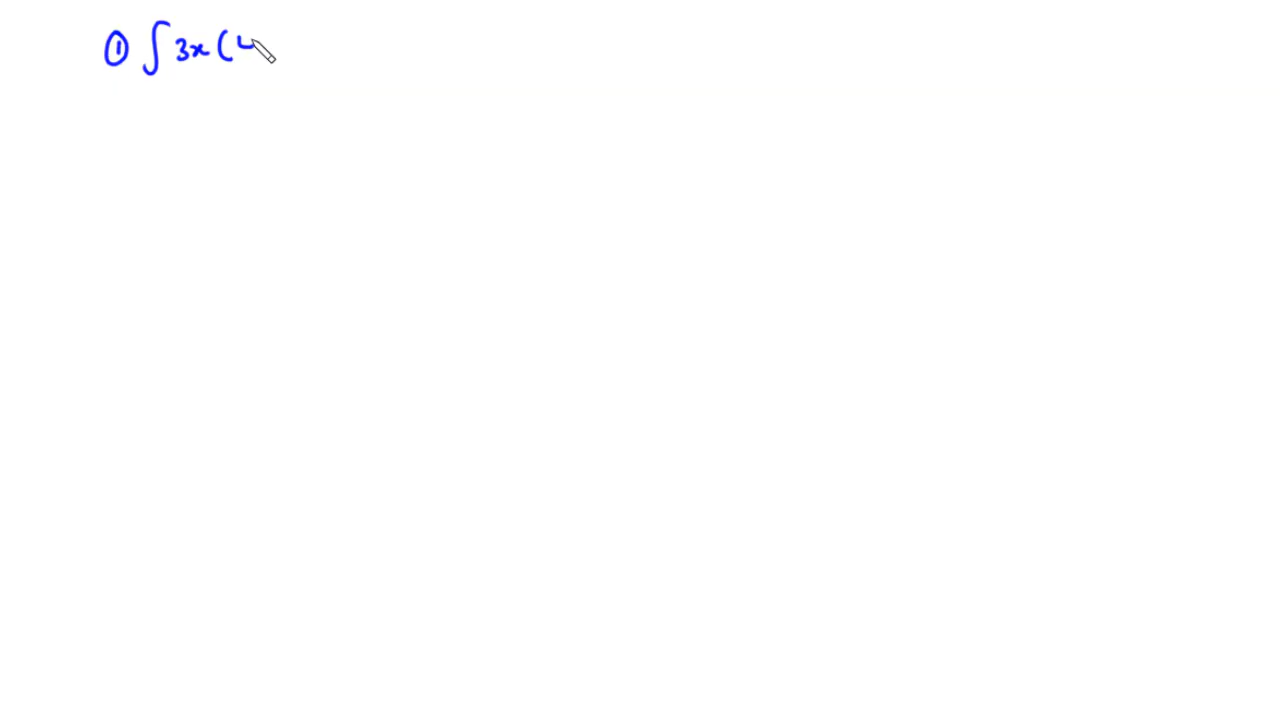 ① ∫ 3x (